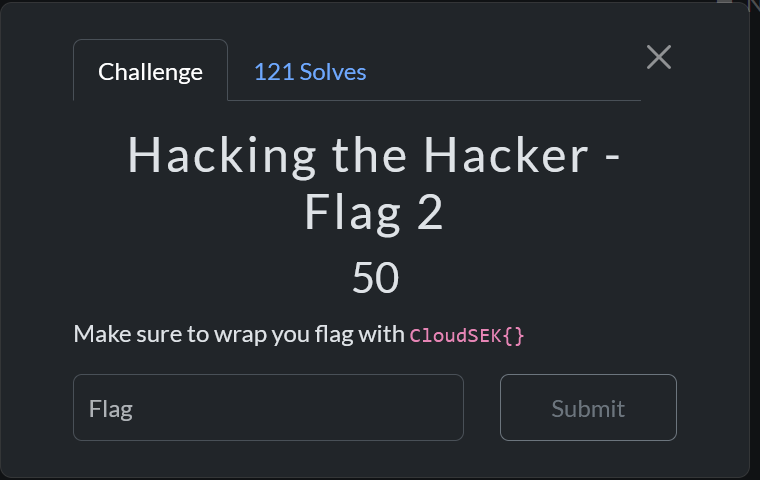 Challenge
121 Solves
Hacking the Hacker -
Flag 2
50
Make sure to wrap you flag with CloudSEK{}
Flag
Submit